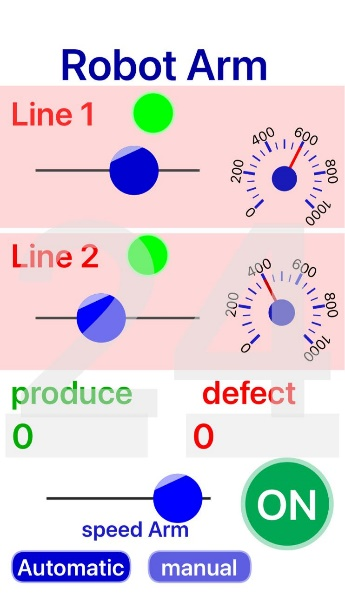 Robot Arm
Line 1
0 200 400 600 800 1000
Line 2
0 200 400 600 800 1000
produce defect
0 0
ON
speed Arm
Automatic manual
24